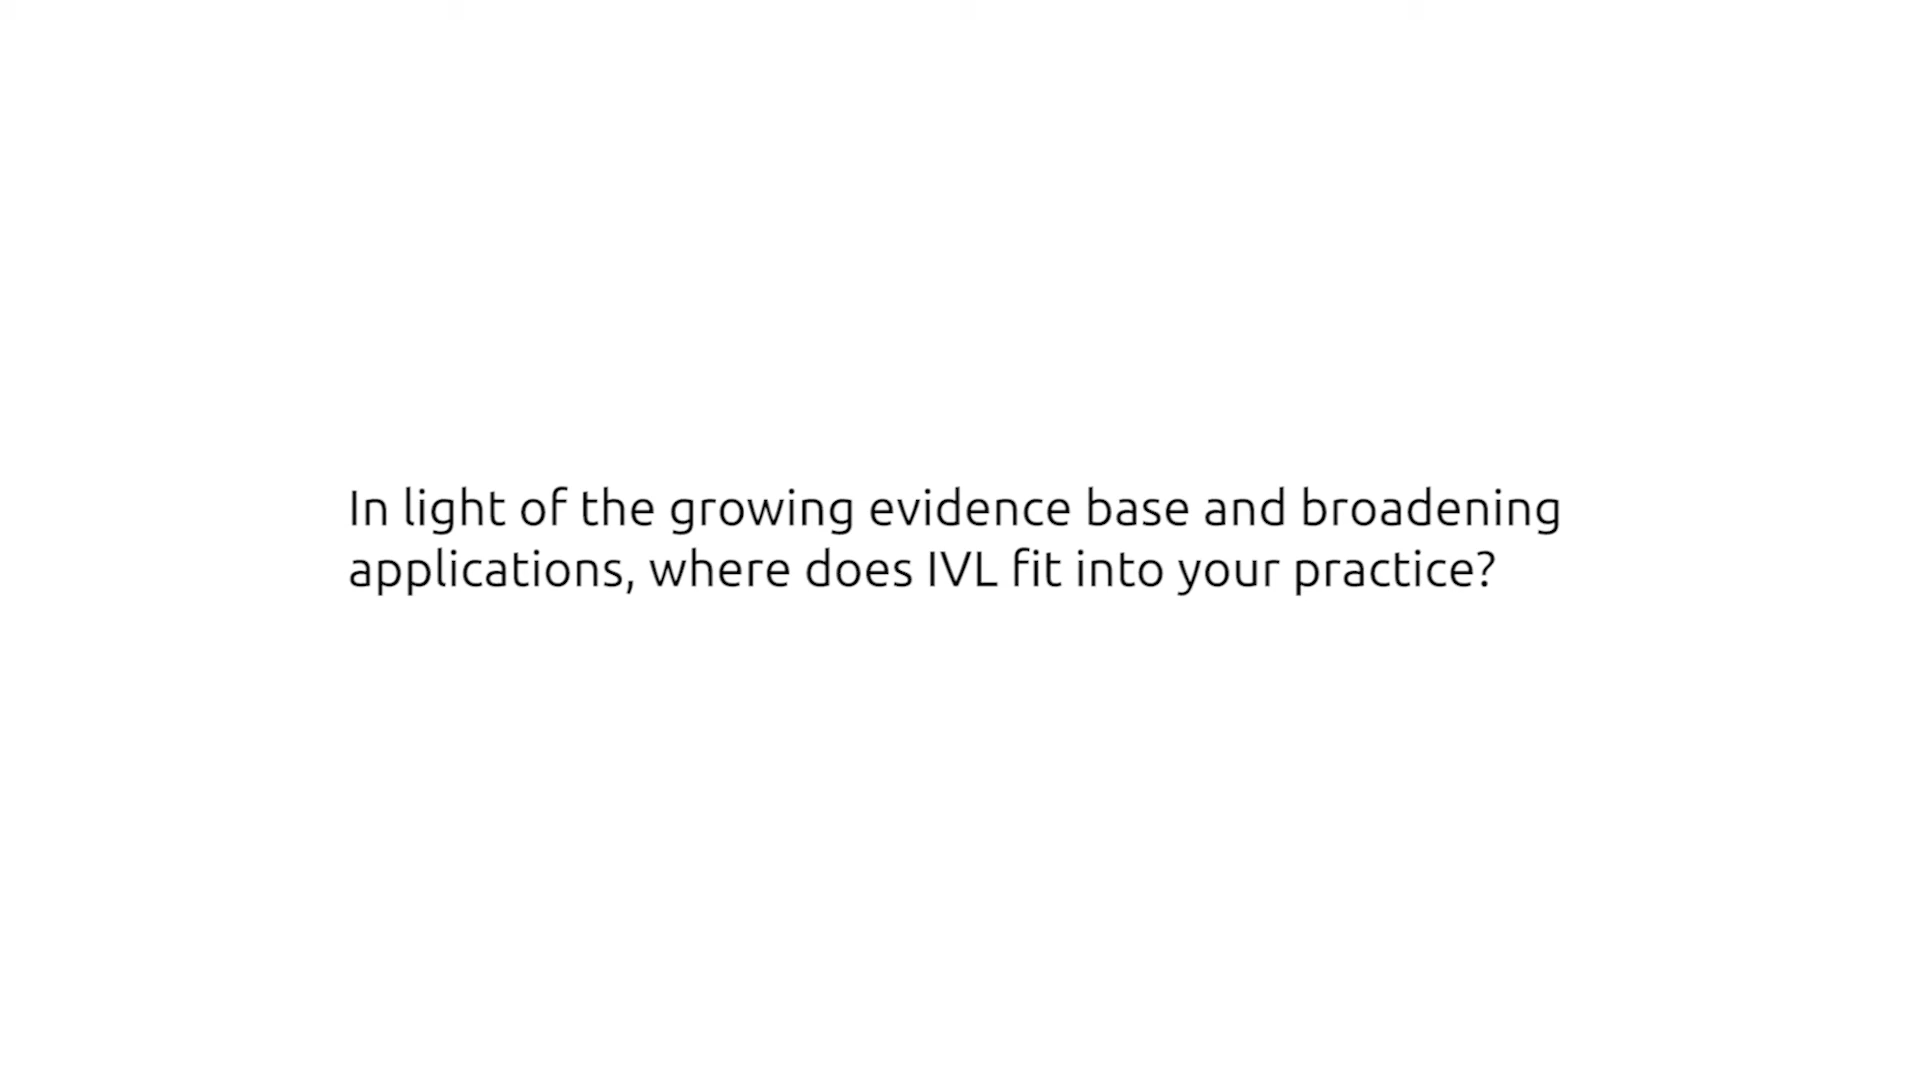 In light of the growing evidence base and broadening
applications, where does IVL fit into your practice?